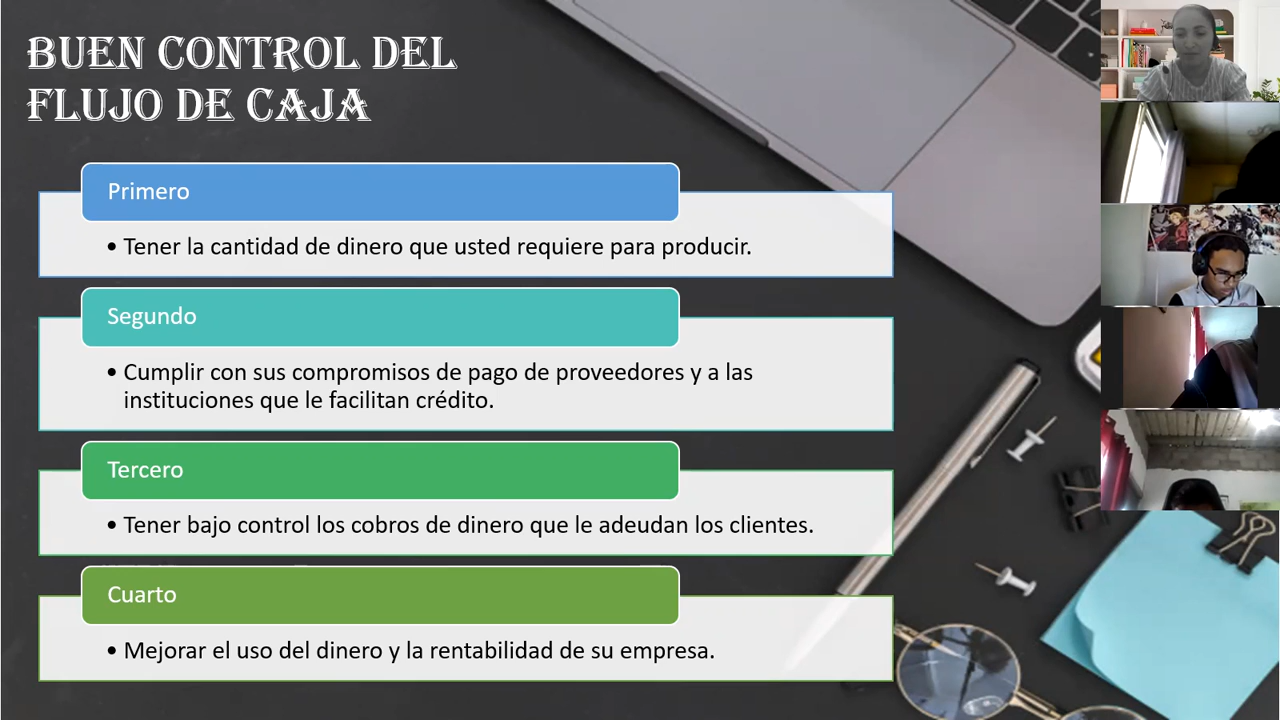 BUEN CONTROL DEL
FLUJO DE CAJA
Primero
• Tener la cantidad de dinero que usted requiere para producir.
Segundo
• Cumplir con sus compromisos de pago de proveedores y a las
instituciones que le facilitan crédito.
Tercero
• Tener bajo control los cobros de dinero que le adeudan los clientes.
Cuarto
• Mejorar el uso del dinero y la rentabilidad de su empresa.